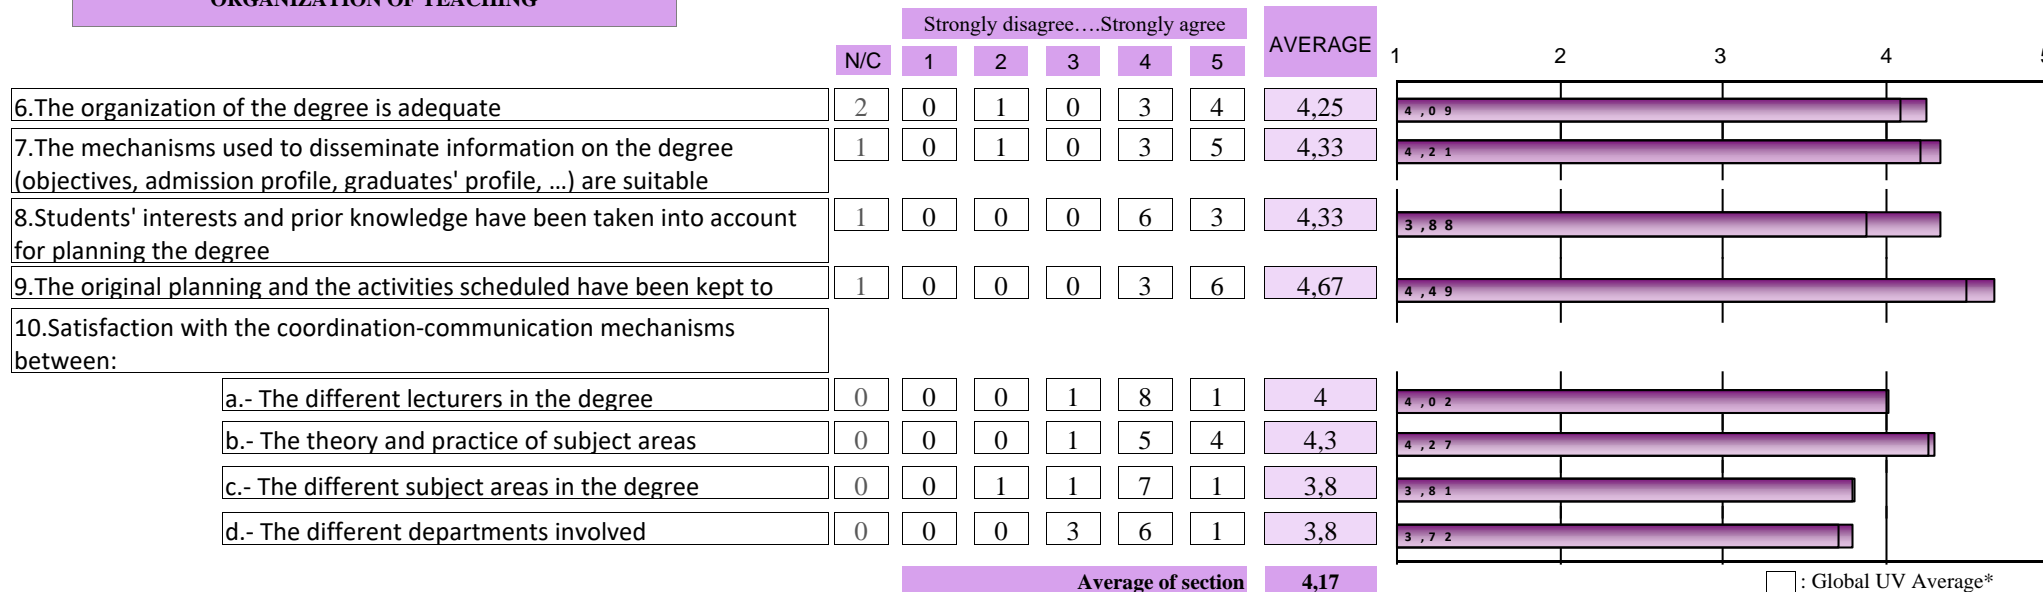 ORGANIZATION OF TEACHING
Strongly disagree....Strongly agree
AVERAGE
N/C 1 2 3 4 5
1 2 3 4 5
6.The organization of the degree is adequate 2 0 1 0 3 4 4,25 4,09
7.The mechanisms used to disseminate information on the degree 1 0 1 0 3 5 4,33 4,21
(objectives, admission profile, graduates' profile, ...) are suitable
8.Students' interests and prior knowledge have been taken into account 1 0 0 0 6 3 4,33 3,88
for planning the degree
9.The original planning and the activities scheduled have been kept to 1 0 0 0 3 6 4,67 4,49
10.Satisfaction with the coordination-communication mechanisms
between:
a.- The different lecturers in the degree 0 0 0 1 8 1 4 4,02
b.- The theory and practice of subject areas 0 0 0 1 5 4 4,3 4,27
c.- The different subject areas in the degree 0 0 1 1 7 1 3,8 3,81
d.- The different departments involved 0 0 0 3 6 1 3,8 3,72
Average of section 4,17
: Global UV Average*